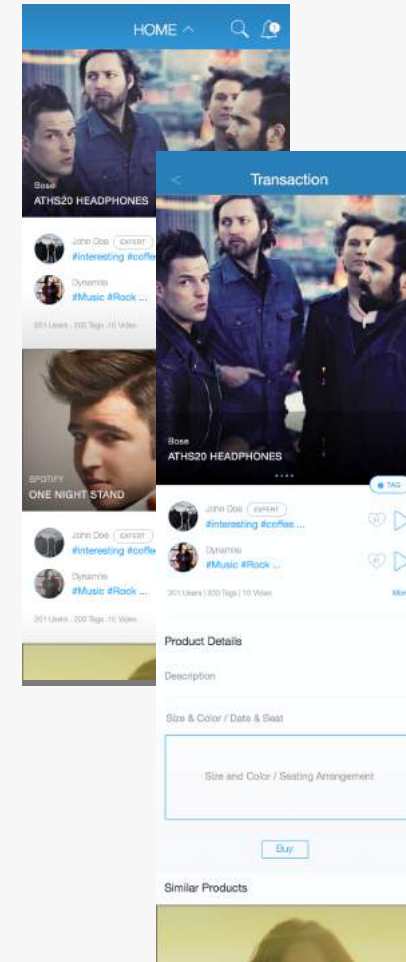 HOME
1
Bose
ATHS20 HEADPHONES
John Doe EXPERT
#interesting #coffe
Dynamite
#Music #Rock ...
201 Users . 200 Tags .10 Video
SPOTIFY
ONE NIGHT STAND
John Doe EXPERT
#interesting #coffe
Dynamite
#Music #Rock ...
201 Users . 200 Tags .10 Video
< Transaction
Bose
ATHS20 HEADPHONES
TAG
John Doe EXPERT
#interesting #coffee ...
Dynamite
#Music #Rock ...
201 Users | 200 Tags | 10 Video
More
Product Details
Description
Size & Color / Date & Seat
Size and Color / Seating Arrangement
Buy
Similar Products